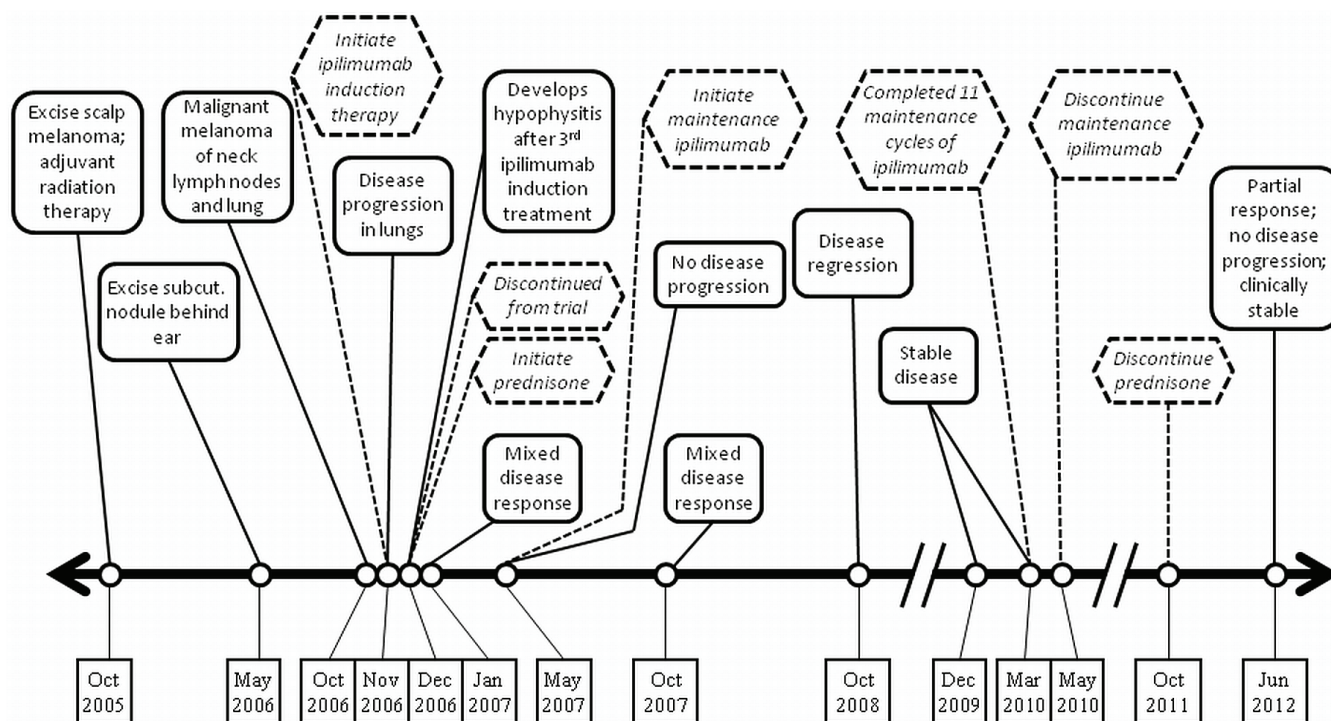 Excise scalp
melanoma;
adjuvant
radiation
therapy
Excise subcut.
nodule behind
ear
Malignant
melanoma
of neck
lymph nodes
and lung
Initiate
ipilimumab
induction
therapy
Disease
progression
in lungs
Develops
hypophysitis
after 3rd
ipilimumab
induction
treatment
Discontinued
from trial
Initiate
prednisone
Mixed
disease
response
Initiate
maintenance
ipilimumab
No disease
progression
Mixed
disease
response
Disease
regression
Completed 11
maintenance
cycles of
ipilimumab
Stable
disease
Discontinue
maintenance
ipilimumab
Discontinue
prednisone
Partial
response;
no disease
progression;
clinically
stable
Oct
2005
May
2006
Oct
2006
Nov
2006
Dec
2006
Jan
2007
May
2007
Oct
2007
Oct
2008
Dec
2009
Mar
2010
May
2010
Oct
2011
Jun
2012